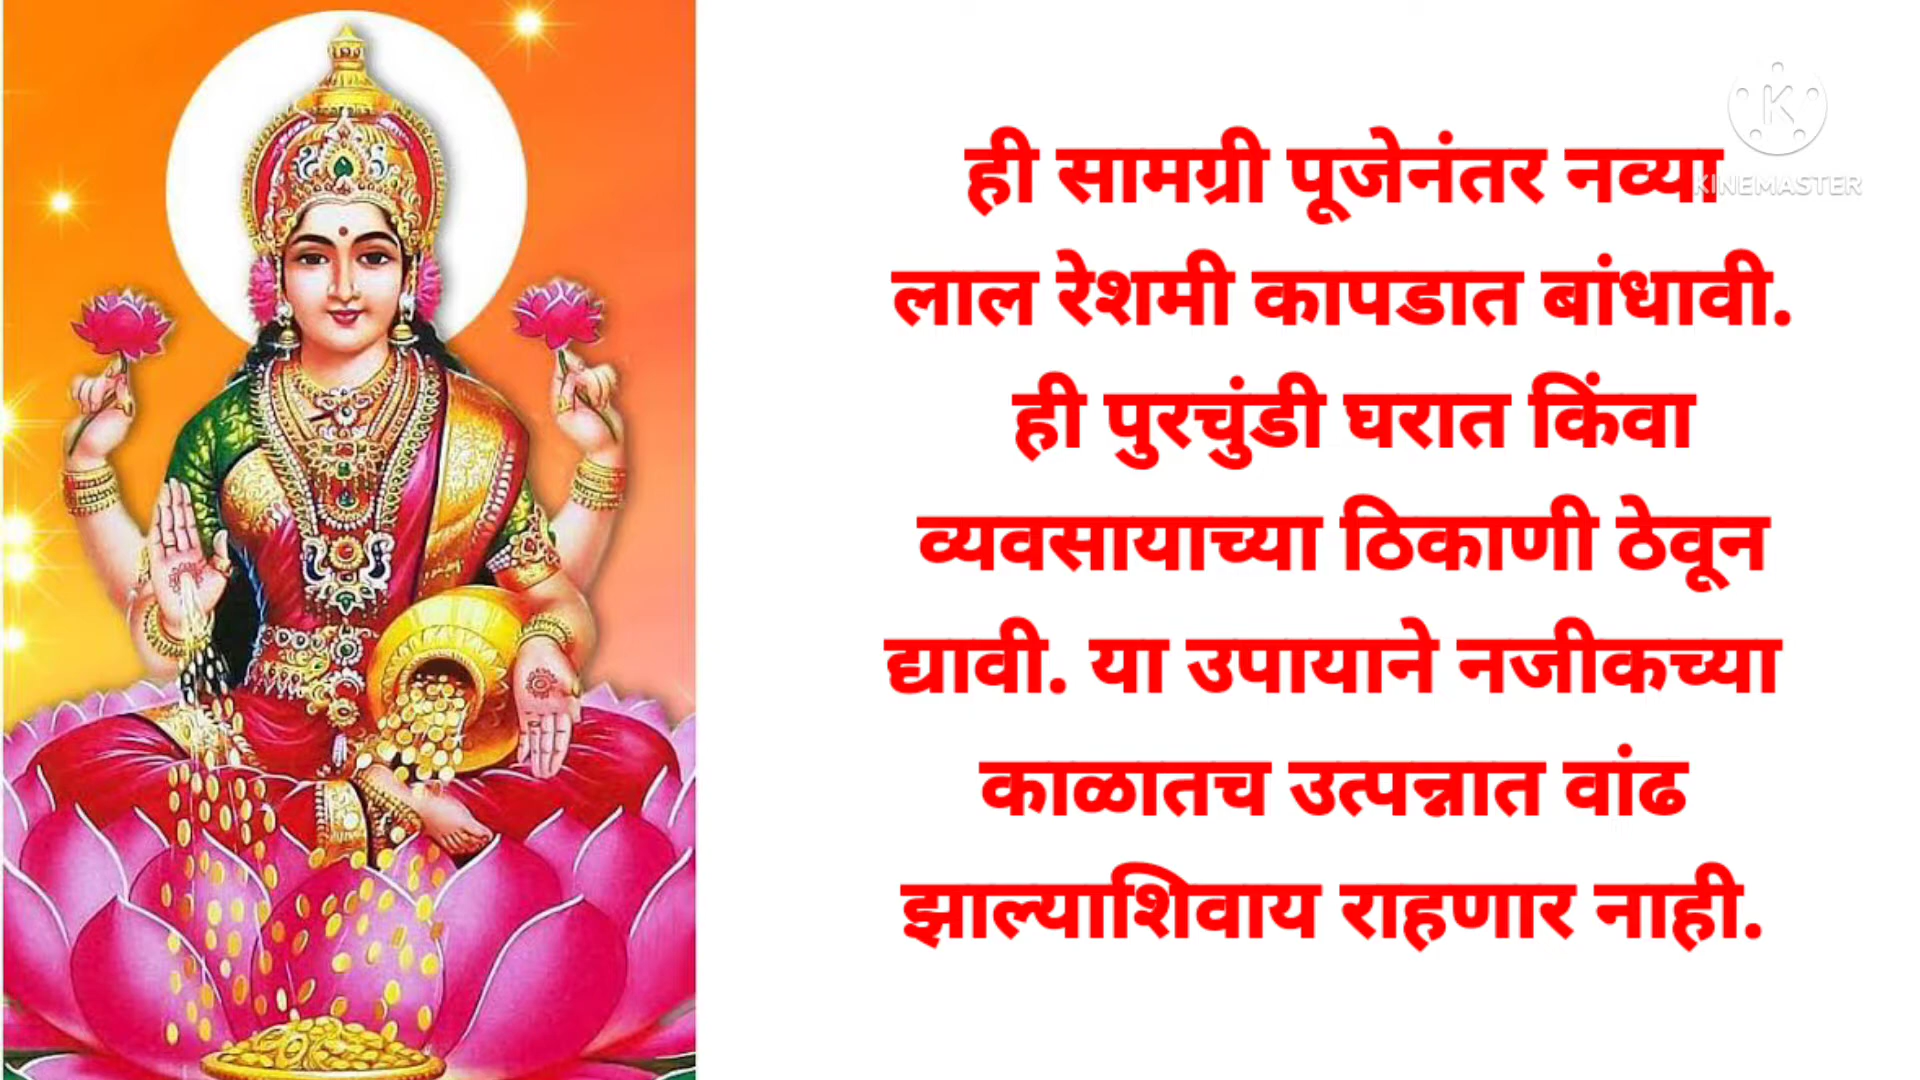 ही सामग्री पूजेनंतर नव्या
लाल रेशमी कापडात बांधावी.
ही पुरचुंडी घरात किंवा
व्यवसायाच्या ठिकाणी ठेवून
द्यावी. या उपायाने नजीकच्या
काळातच उत्पन्नात वांढ
झाल्याशिवाय राहणार नाही.
K
KINEMASTER